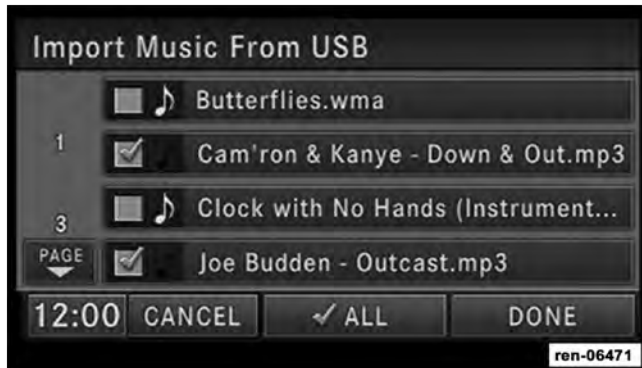 Import Music From USB
Butterflies.wma
1
Cam'ron & Kanye - Down & Out.mp3
Clock with No Hands (Instrument...
3
PAGE
Joe Budden - Outcast.mp3
12:00 CANCEL ✓ ALL DONE
ren-06471